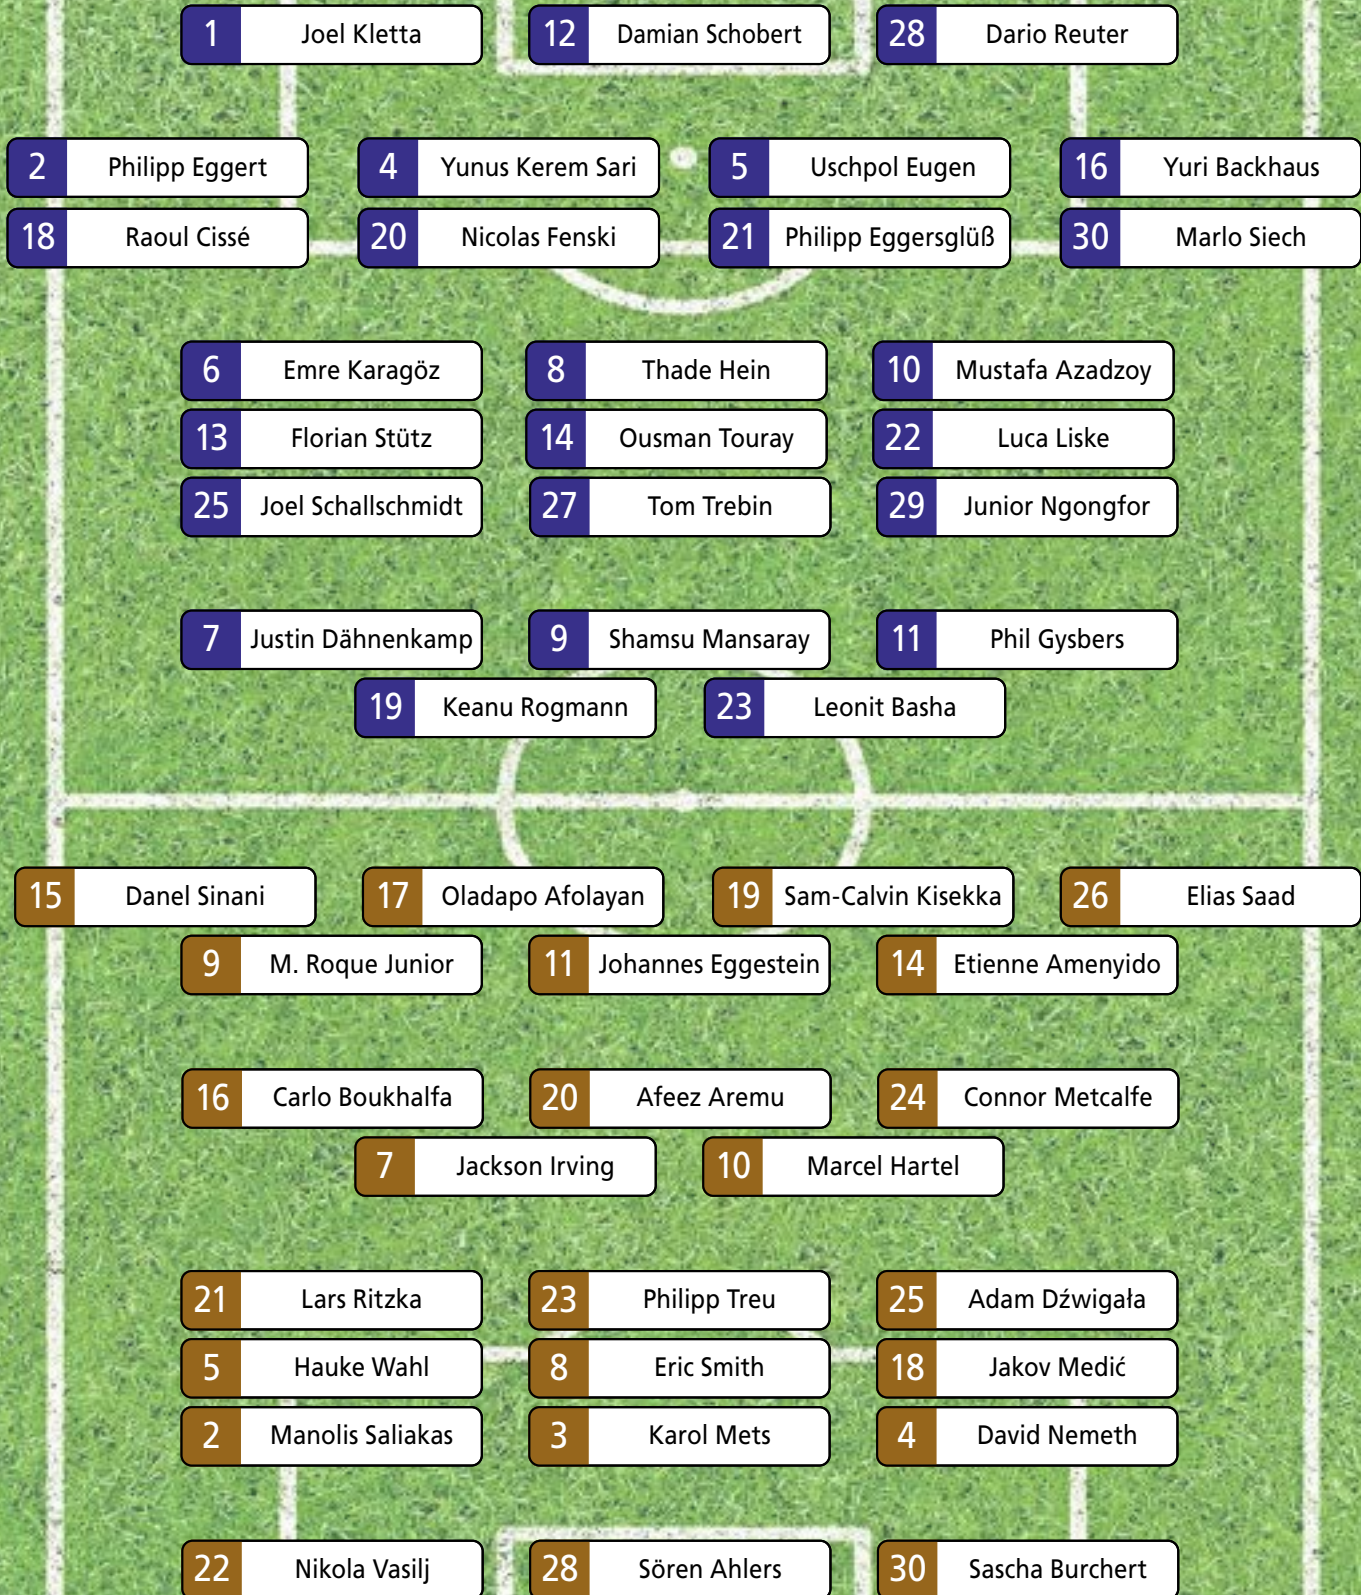 1 Joel Kletta 12 Damian Schobert 28 Dario Reuter
2 Philipp Eggert 4 Yunus Kerem Sari 5 Uschpol Eugen 16 Yuri Backhaus
18 Raoul Cissé 20 Nicolas Fenski 21 Philipp Eggersglüß 30 Marlo Siech
6 Emre Karagöz 8 Thade Hein 10 Mustafa Azadzoy
13 Florian Stütz 14 Ousman Touray 22 Luca Liske
25 Joel Schallschmidt 27 Tom Trebin 29 Junior Ngongfor
7 Justin Dähnenkamp 9 Shamsu Mansaray 11 Phil Gysbers
19 Keanu Rogmann 23 Leonit Basha
15 Danel Sinani 17 Oladapo Afolayan 19 Sam-Calvin Kisekka 26 Elias Saad
9 M. Roque Junior 11 Johannes Eggestein 14 Etienne Amenyido
16 Carlo Boukhalfa 20 Afeez Aremu 24 Connor Metcalfe
7 Jackson Irving 10 Marcel Hartel
21 Lars Ritzka 23 Philipp Treu 25 Adam Dźwigała
5 Hauke Wahl 8 Eric Smith 18 Jakov Medić
2 Manolis Saliakas 3 Karol Mets 4 David Nemeth
22 Nikola Vasilj 28 Sören Ahlers 30 Sascha Burchert